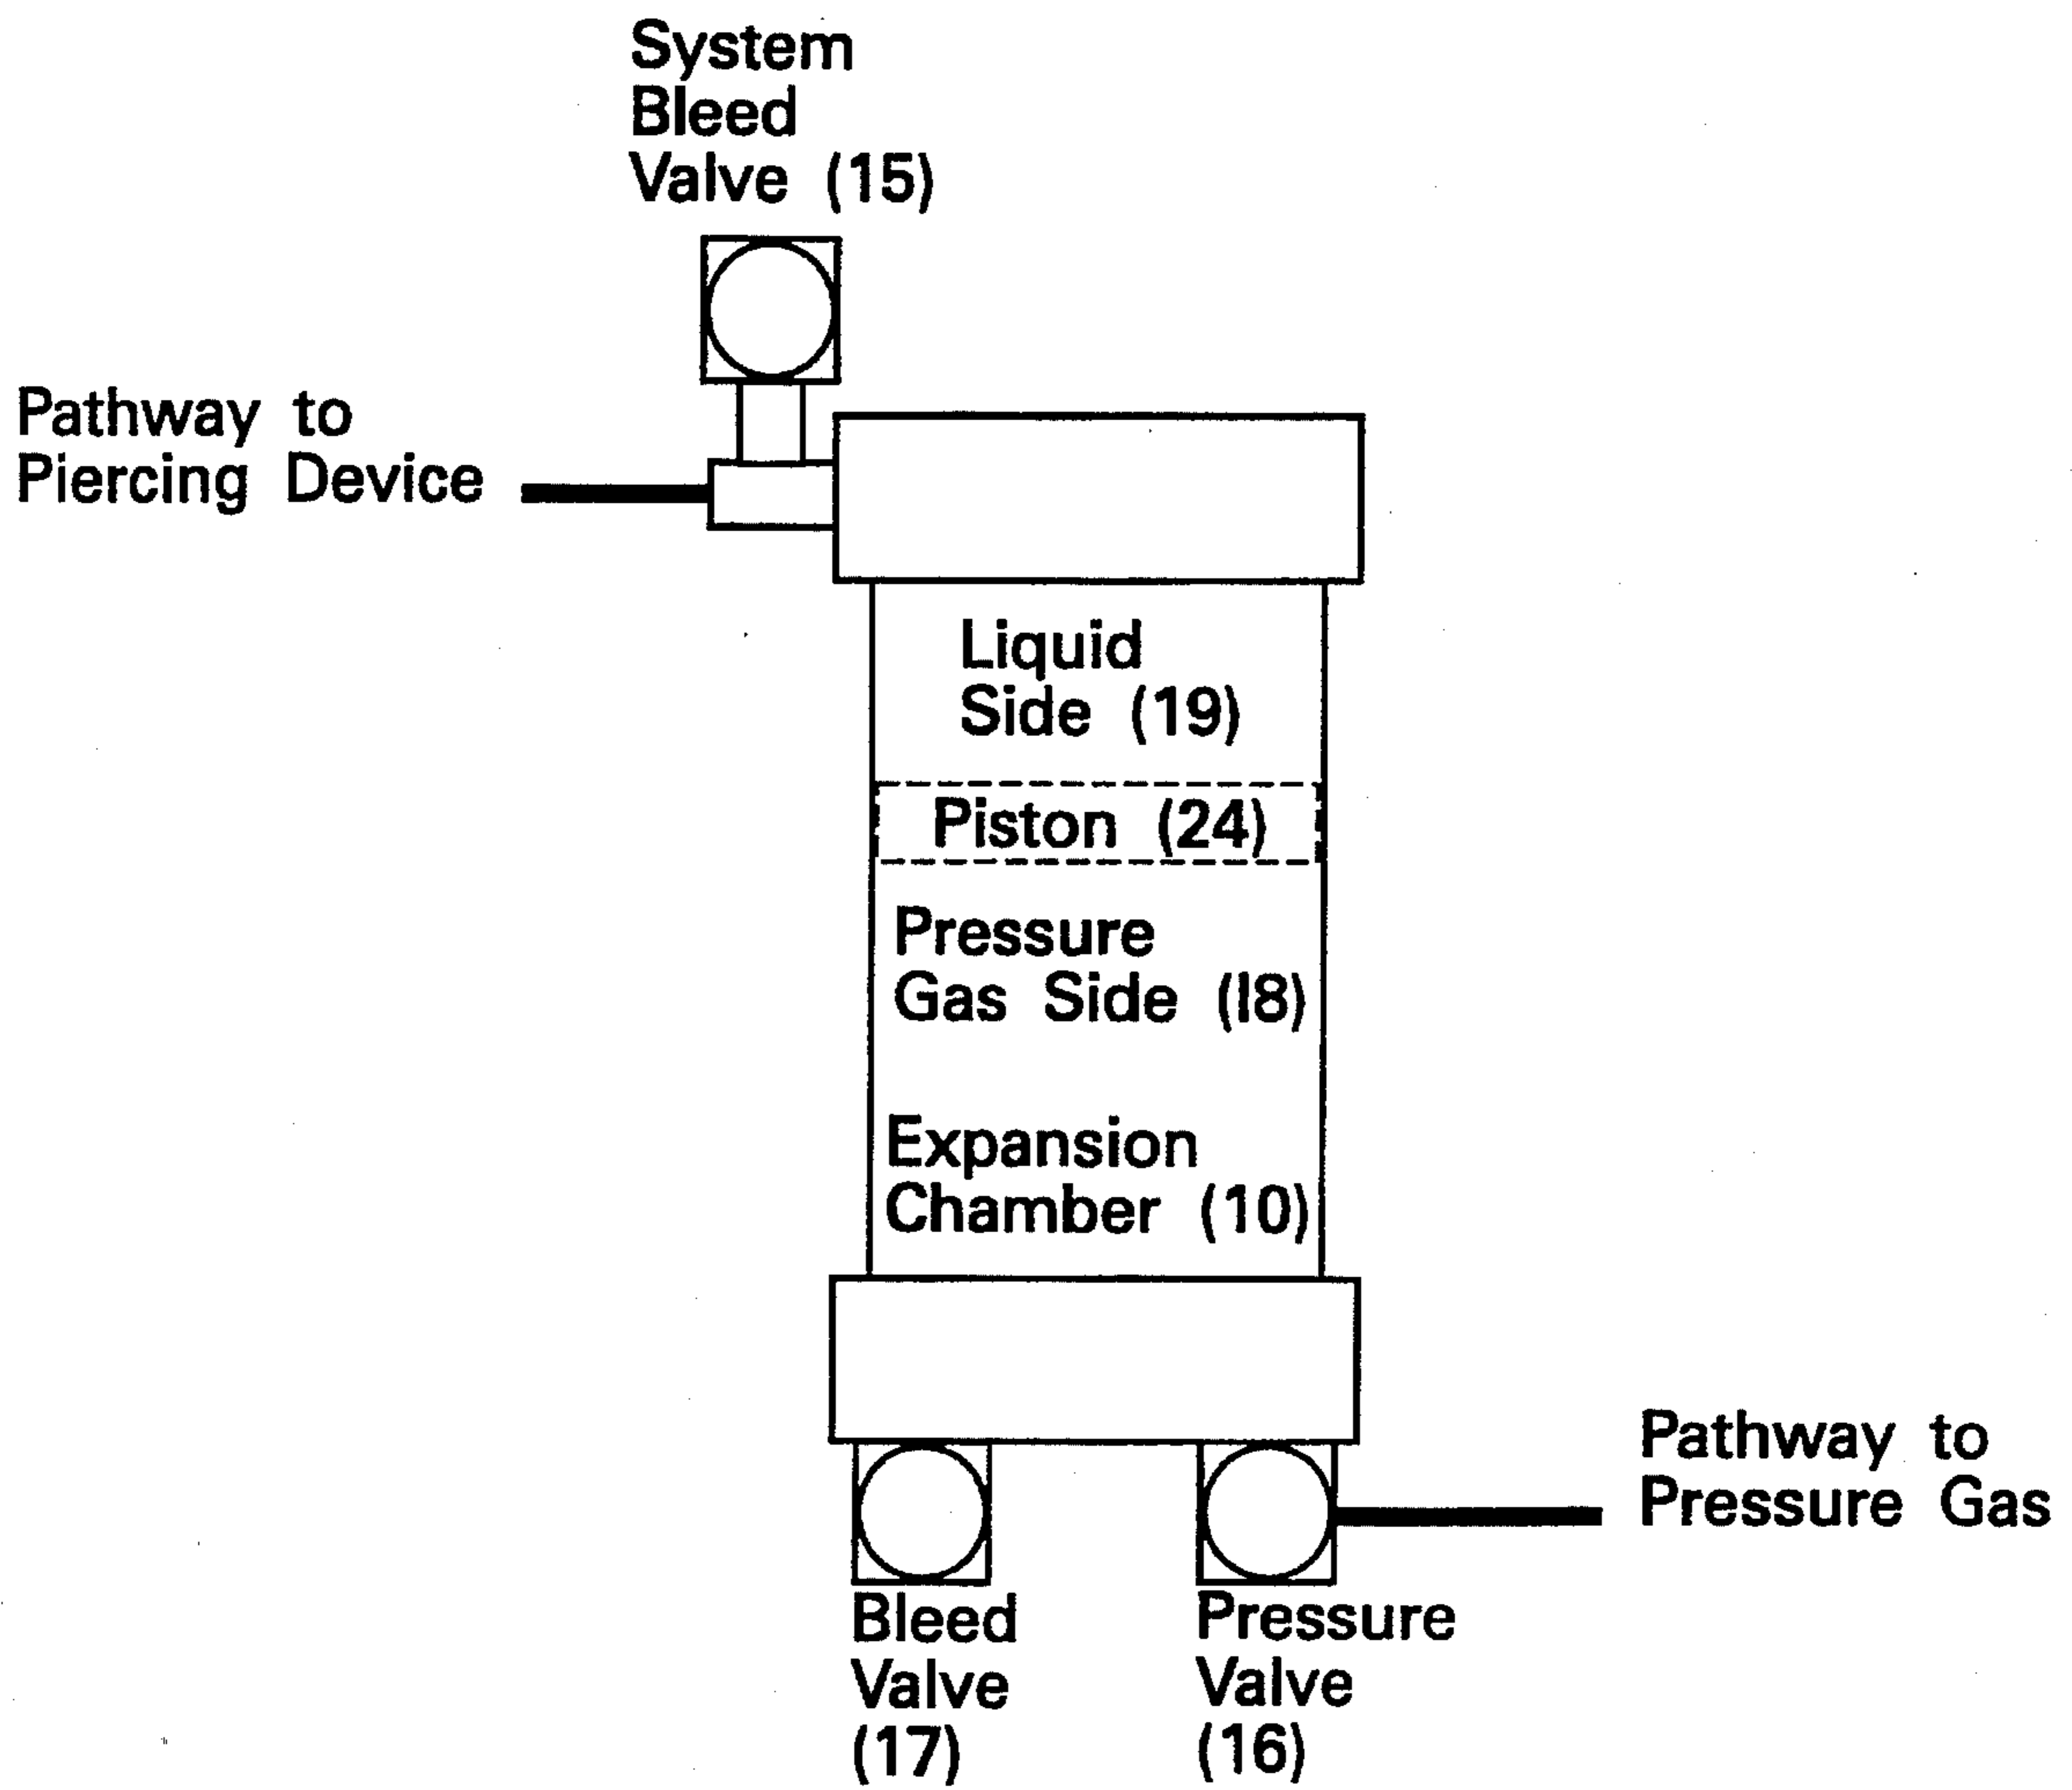 System
Bleed
Valve (15)
Pathway to
Piercing Device
Liquid
Side (19)
Piston (24)
Pressure
Gas Side (l8)
Expansion
Chamber (10)
Pathway to
Pressure Gas
Bleed
Valve
(17)
Pressure
Valve
(16)